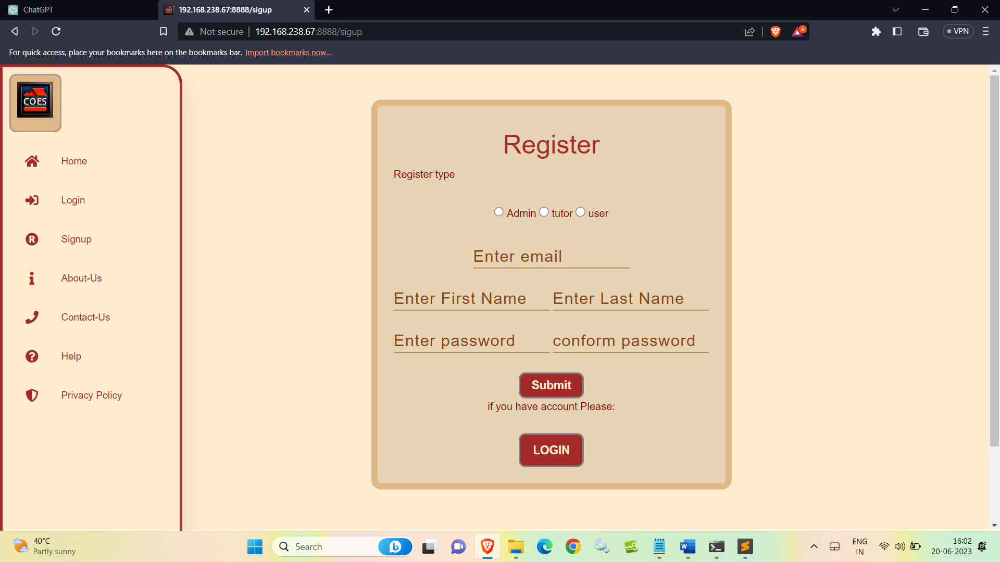 ChatGPT
192.168.238.67:8888/sigup
Not secure
192.168.238.67:8888/sigup
4
VPN
For quick access, place your bookmarks here on the bookmarks bar. Import bookmarks now...
COES
Home
Login
R
Signup
About-Us
Contact-Us
Help
Privacy Policy
Register
Register type
Admin tutor user
Enter email
Enter First Name Enter Last Name
Enter password conform password
Submit
if you have account Please:
LOGIN
40°C
Partly sunny
Search
ENG
IN
16:02
20-06-2023